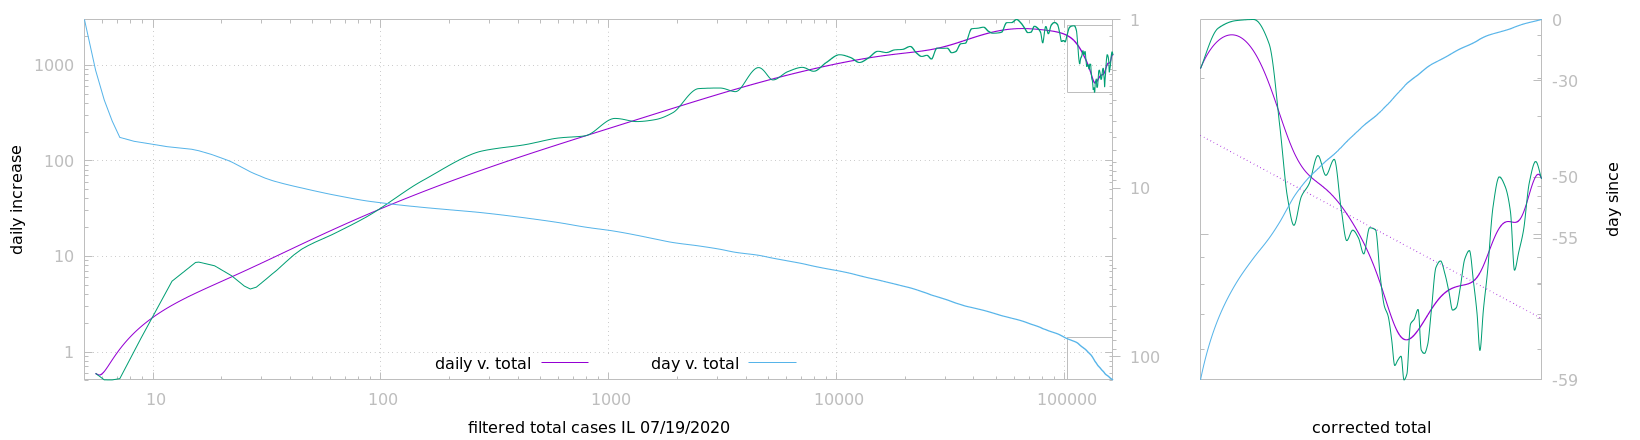 1000
100
10
1
daily increase
10
100
1000
10000
100000
filtered total cases IL 07/19/2020
daily v. total
day v. total
1
10
100
0
-30
-50
-55
-59
day since
corrected total